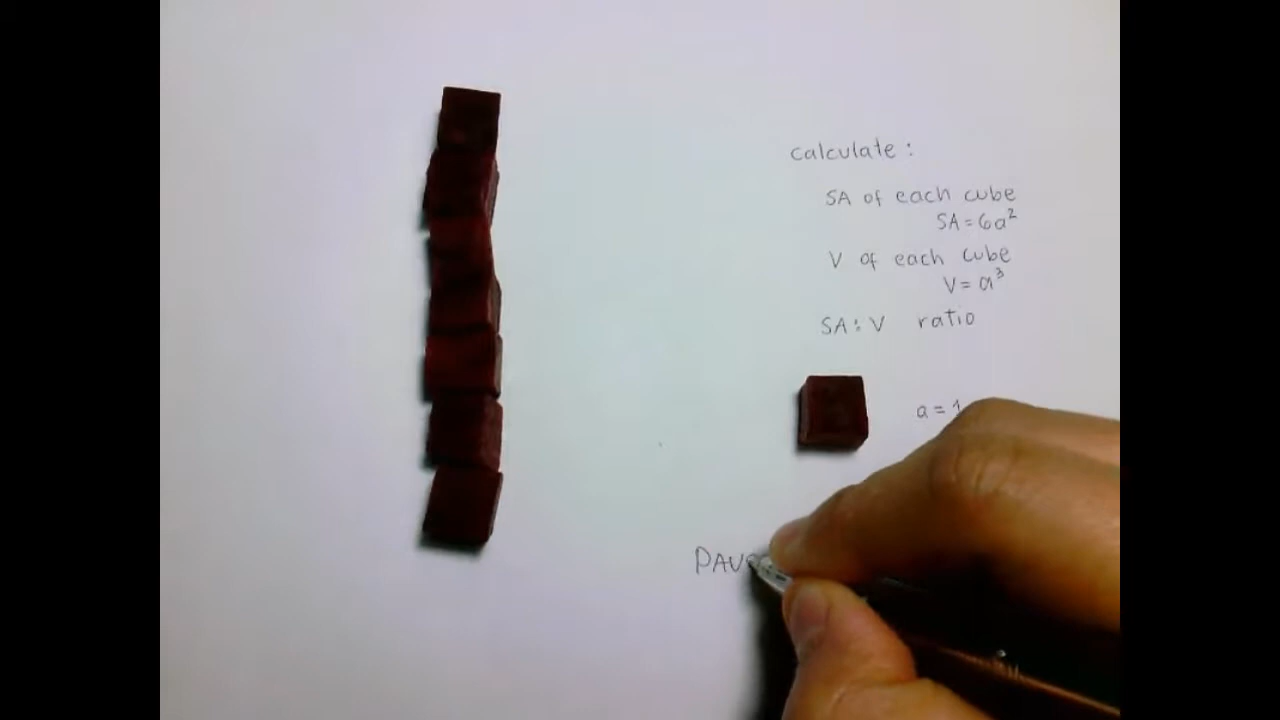 calculate:
SA of each cube
SA = 6a²
V of each cube
V = a³
SA:V ratio
a = 1